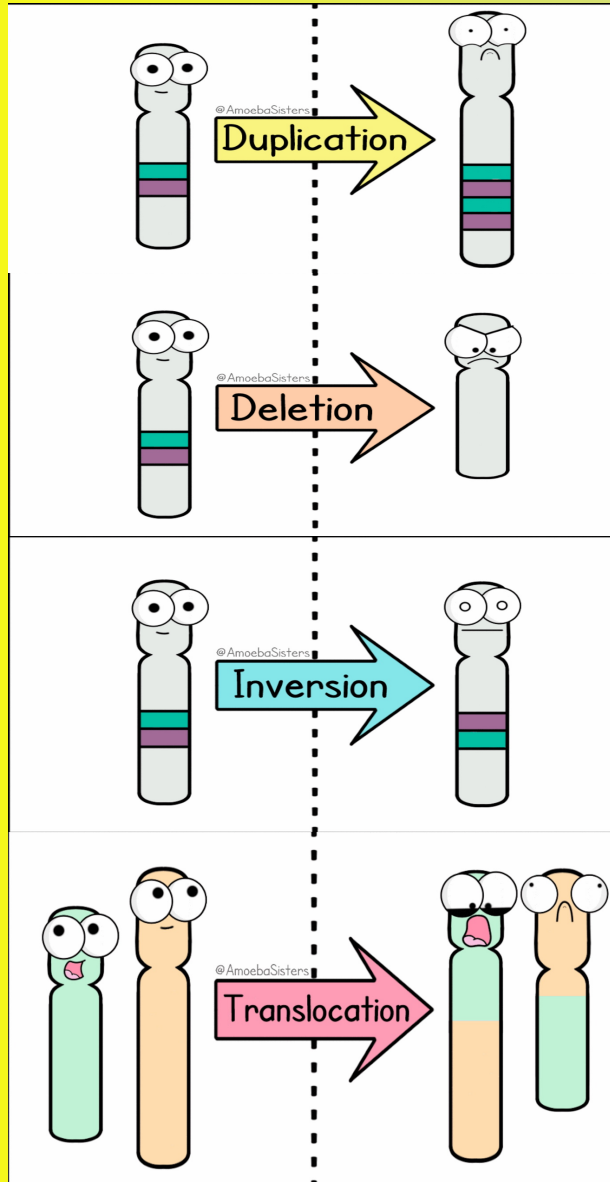 @AmoebaSisters
Duplication
@AmoebaSisters
Deletion
@AmoebaSisters
Inversion
@AmoebaSisters
Translocation